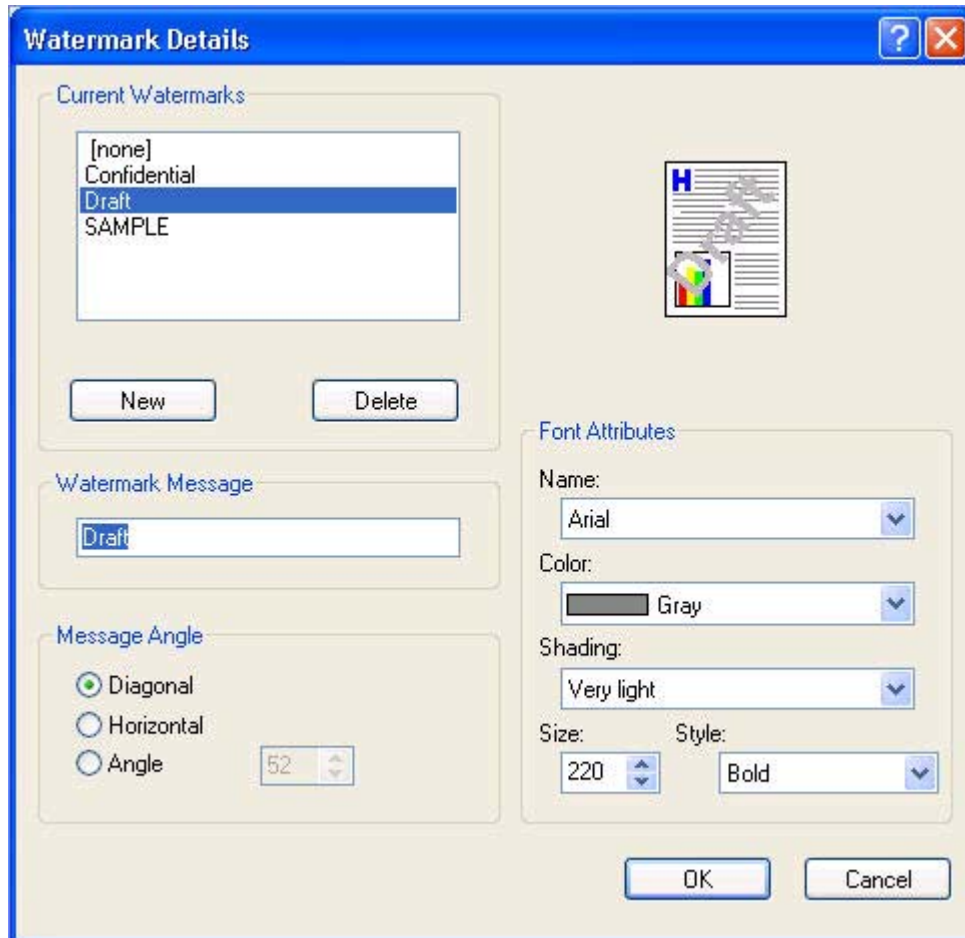 Watermark Details
Current Watermarks
[none]
Confidential
Draft
SAMPLE
New
Delete
H
Draft
Watermark Message
Draft
Message Angle
Diagonal
Horizontal
Angle
52
Font Attributes
Name:
Arial
Color:
Gray
Shading:
Very light
Size:
Style:
220
Bold
OK
Cancel